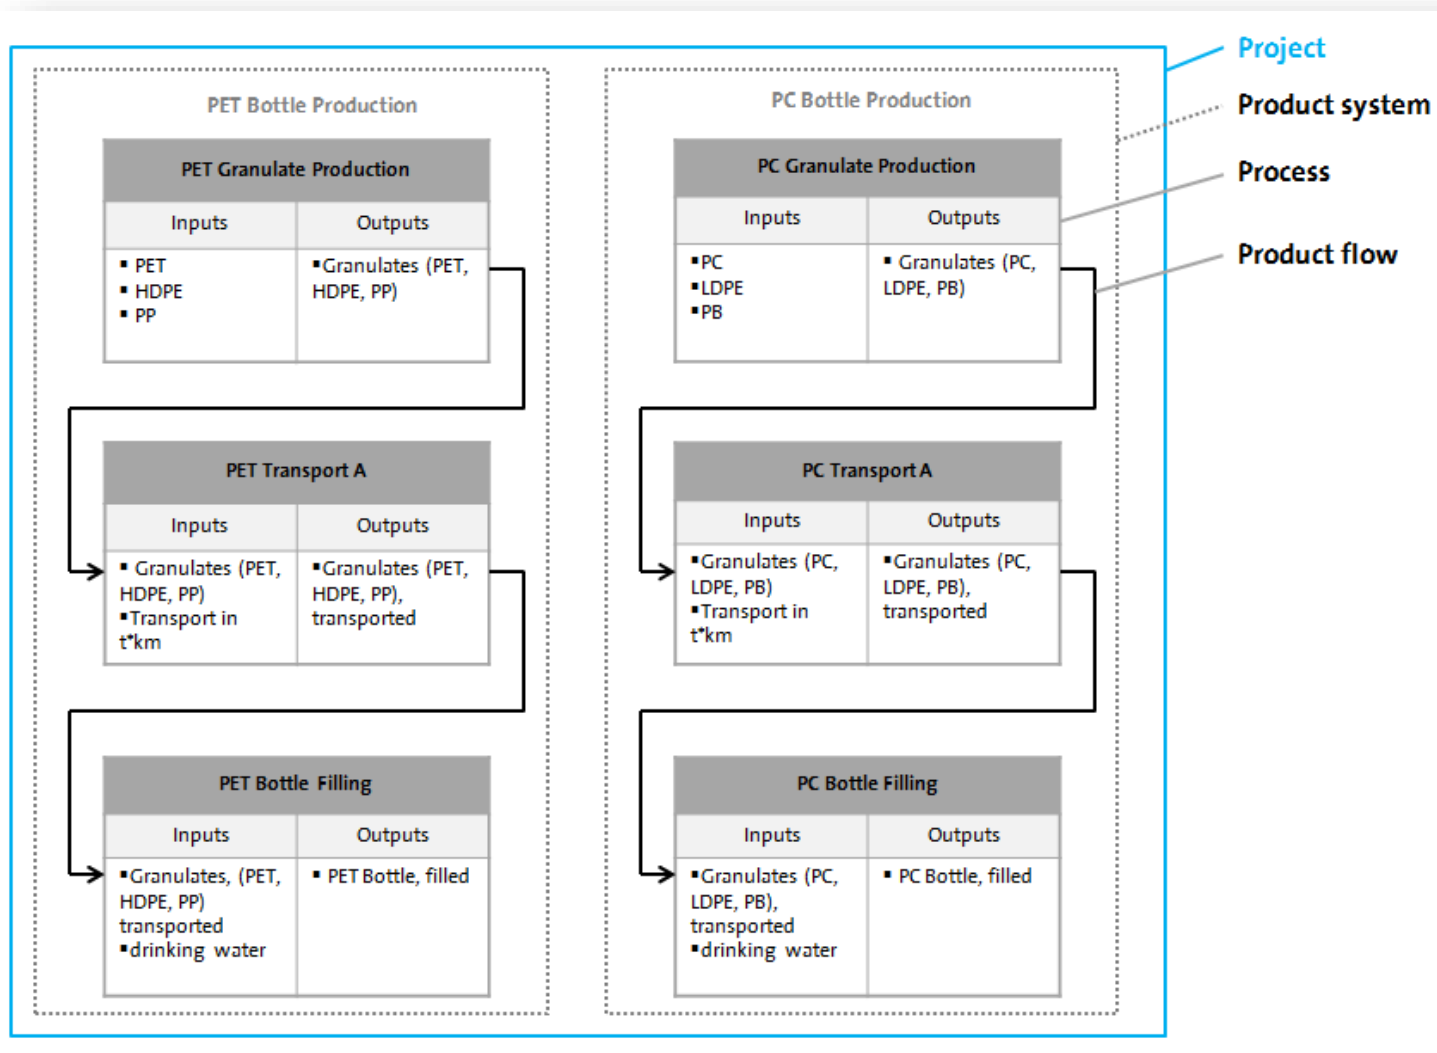 Project
Product system
Process
Product flow
PET Bottle Production
PET Granulate Production
Inputs
Outputs
▪ PET
▪ HDPE
▪ PP
▪Granulates (PET,
HDPE, PP)
PET Transport A
Inputs
Outputs
▪ Granulates (PET,
HDPE, PP)
▪Transport in
t*km
▪Granulates (PET,
HDPE, PP),
transported
PET Bottle Filling
Inputs
Outputs
▪Granulates, (PET,
HDPE, PP)
transported
▪drinking water
▪ PET Bottle, filled
PC Bottle Production
PC Granulate Production
Inputs
Outputs
▪PC
▪LDPE
▪PB
▪ Granulates (PC,
LDPE, PB)
PC Transport A
Inputs
Outputs
▪Granulates (PC,
LDPE, PB)
▪Transport in
t*km
▪Granulates (PC,
LDPE, PB),
transported
PC Bottle Filling
Inputs
Outputs
▪Granulates (PC,
LDPE, PB),
transported
▪drinking water
▪ PC Bottle, filled